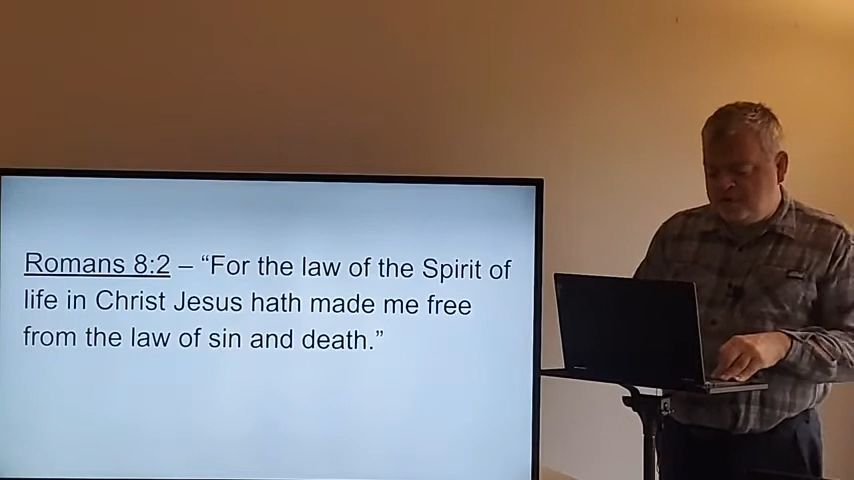 Romans 8:2 – “For the law of the Spirit of
life in Christ Jesus hath made me free
from the law of sin and death.”